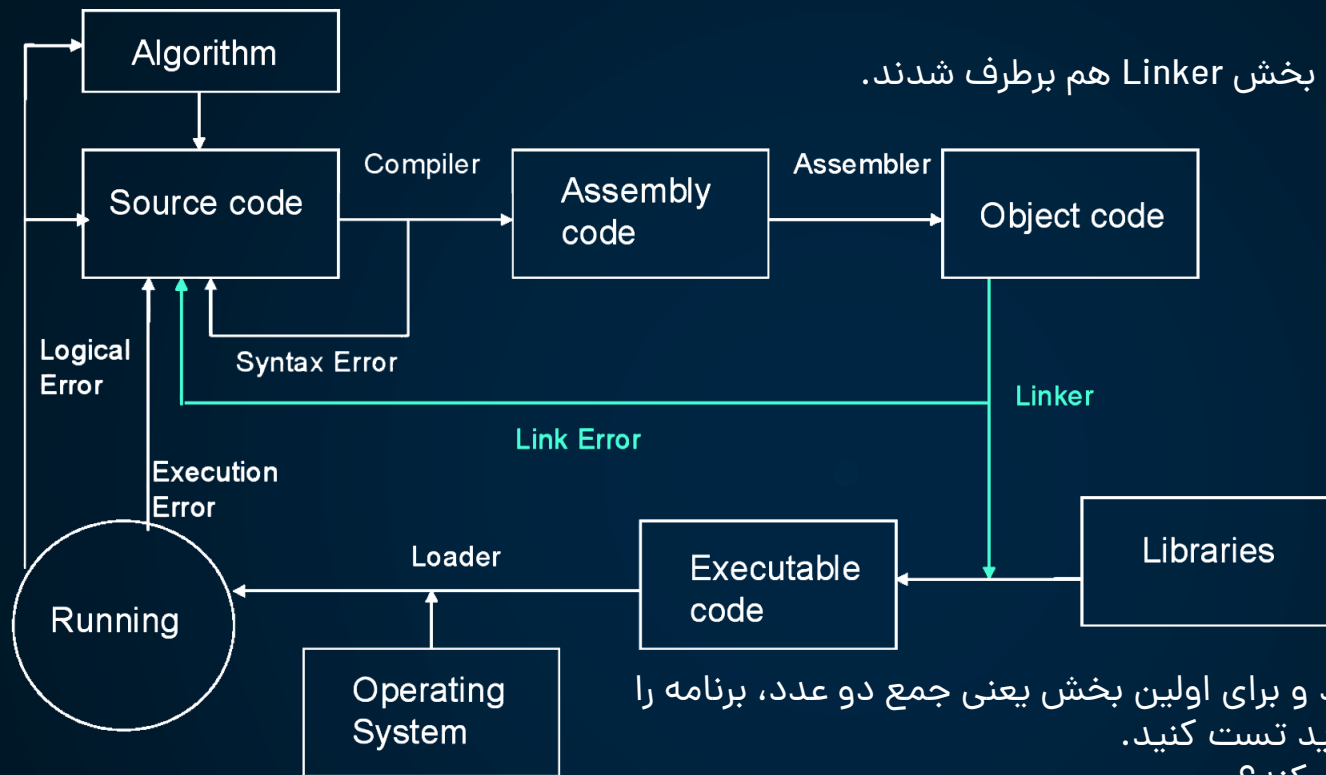 Algorithm
بخش Linker هم برطرف شدند.
Source code
Compiler
Assembly
code
Assembler
Object code
Logical
Error
Syntax Error
Linker
Link Error
Execution
Error
Loader
Executable
code
Libraries
Running
Operating
System
و برای اولین بخش یعنی جمع دو عدد، برنامه را
تست کنید.